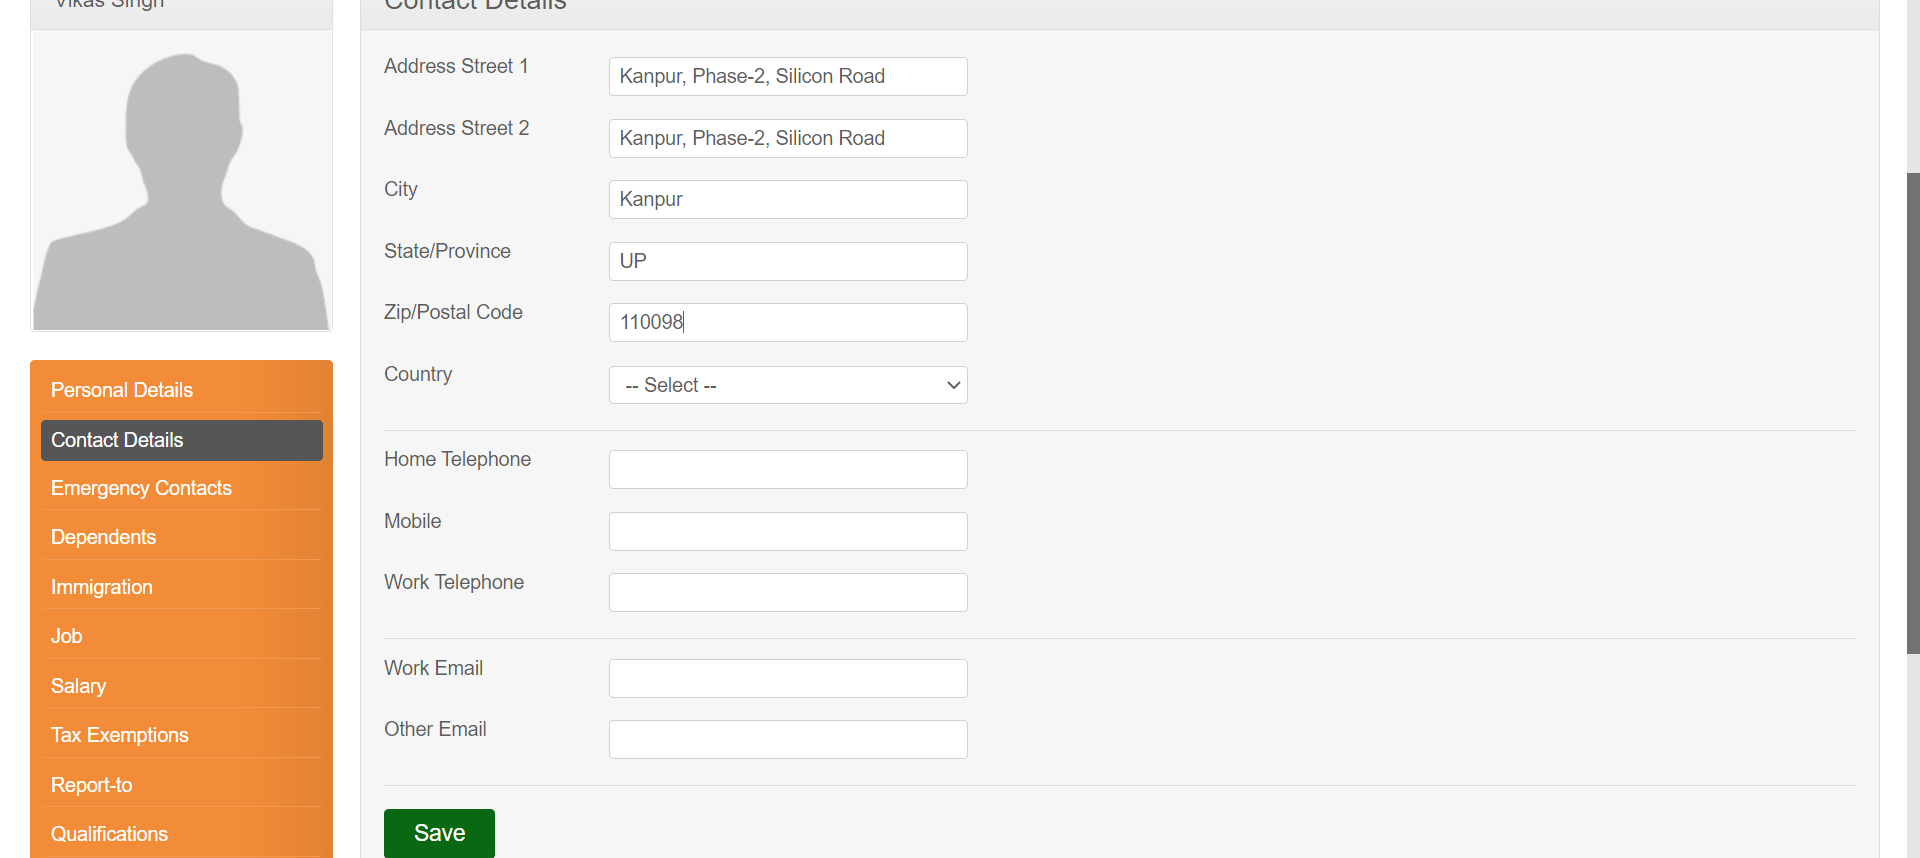 Vikas Singh
Personal Details
Contact Details
Emergency Contacts
Dependents
Immigration
Job
Salary
Tax Exemptions
Report-to
Qualifications
Contact Details
Address Street 1
Kanpur, Phase-2, Silicon Road
Address Street 2
Kanpur, Phase-2, Silicon Road
City
Kanpur
State/Province
UP
Zip/Postal Code
110098
Country
-- Select --
Home Telephone
Mobile
Work Telephone
Work Email
Other Email
Save